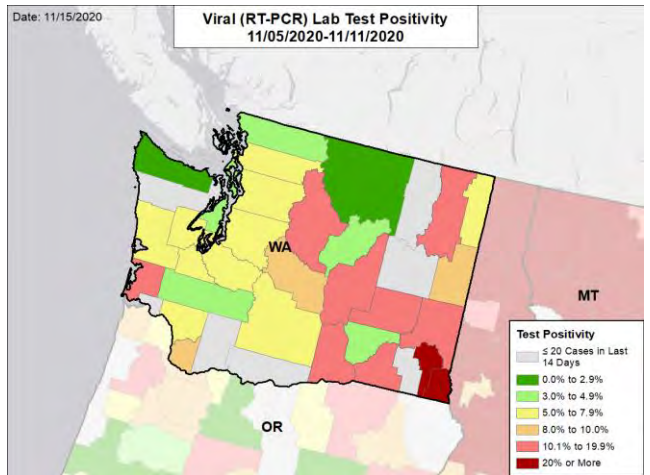 Date: 11/15/2020
Viral (RT-PCR) Lab Test Positivity
11/05/2020-11/11/2020
WA
MT
OR
Test Positivity
≤ 20 Cases in Last
14 Days
0.0% to 2.9%
3.0% to 4.9%
5.0% to 7.9%
8.0% to 10.0%
10.1% to 19.9%
20% or More